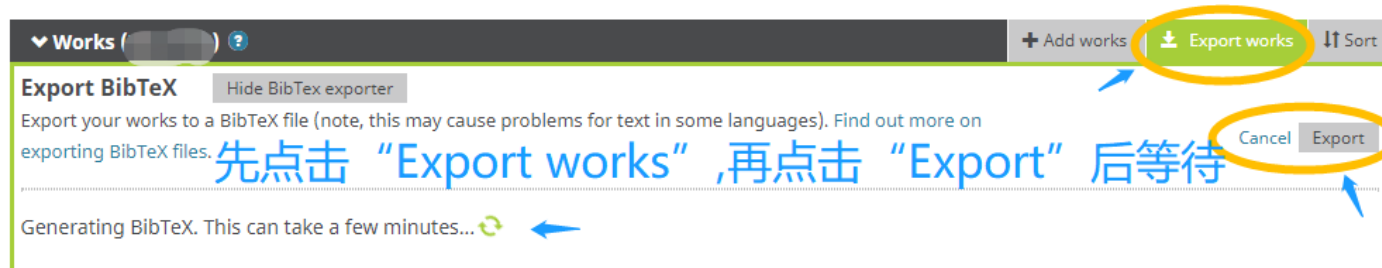 Works ( ) ?
+ Add works
Export works
Sort
Export BibTeX
Hide BibTex exporter
Export your works to a BibTeX file (note, this may cause problems for text in some languages). Find out more on
exporting BibTeX files.
Cancel
Export
先点击“Export works”,再点击“Export”后等待
Generating BibTeX. This can take a few minutes...